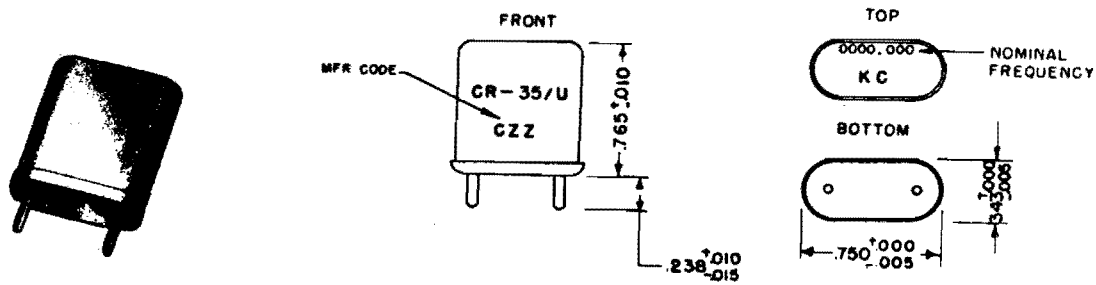 FRONT
MFR CODE
CR-35/U
CZZ
.765 ±.010
.238 +.010 -.015
TOP
0000.000
KC
NOMINAL
FREQUENCY
BOTTOM
.343 +.000 -.005
.750 +.000 -.005